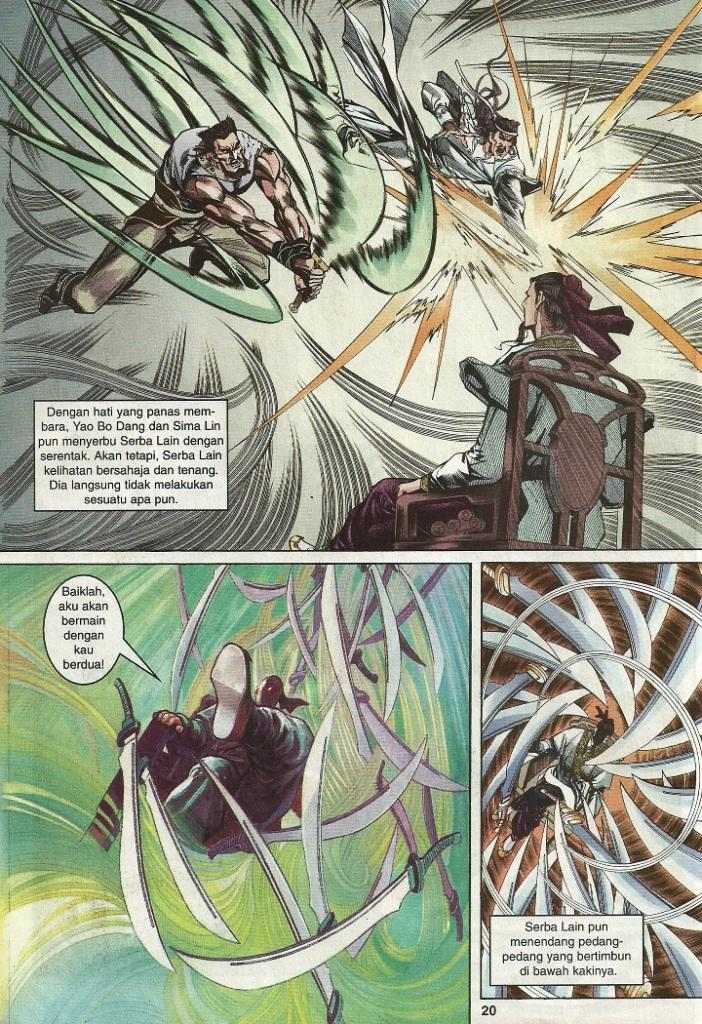 Dengan hati yang panas mem-
bara, Yao Bo Dang dan Sima Lin
pun menyerbu Serba Lain dengan
serentak. Akan tetapi, Serba Lain
kelihatan bersahaja dan tenang.
Dia langsung tidak melakukan
sesuatu apa pun.
Baiklah,
aku akan
bermain
dengan
kau
berdua!
Serba Lain pun
menendang pedang-
pedang yang bertimbun
di bawah kakinya.
20